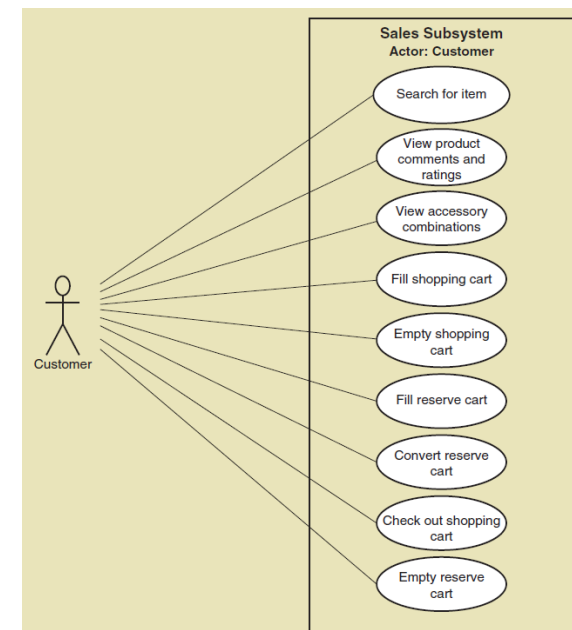 Sales Subsystem
Actor: Customer
Search for item
View product
comments and
ratings
View accessory
combinations
Fill shopping cart
Empty shopping
cart
Customer
Fill reserve cart
Convert reserve
cart
Check out shopping
cart
Empty reserve
cart